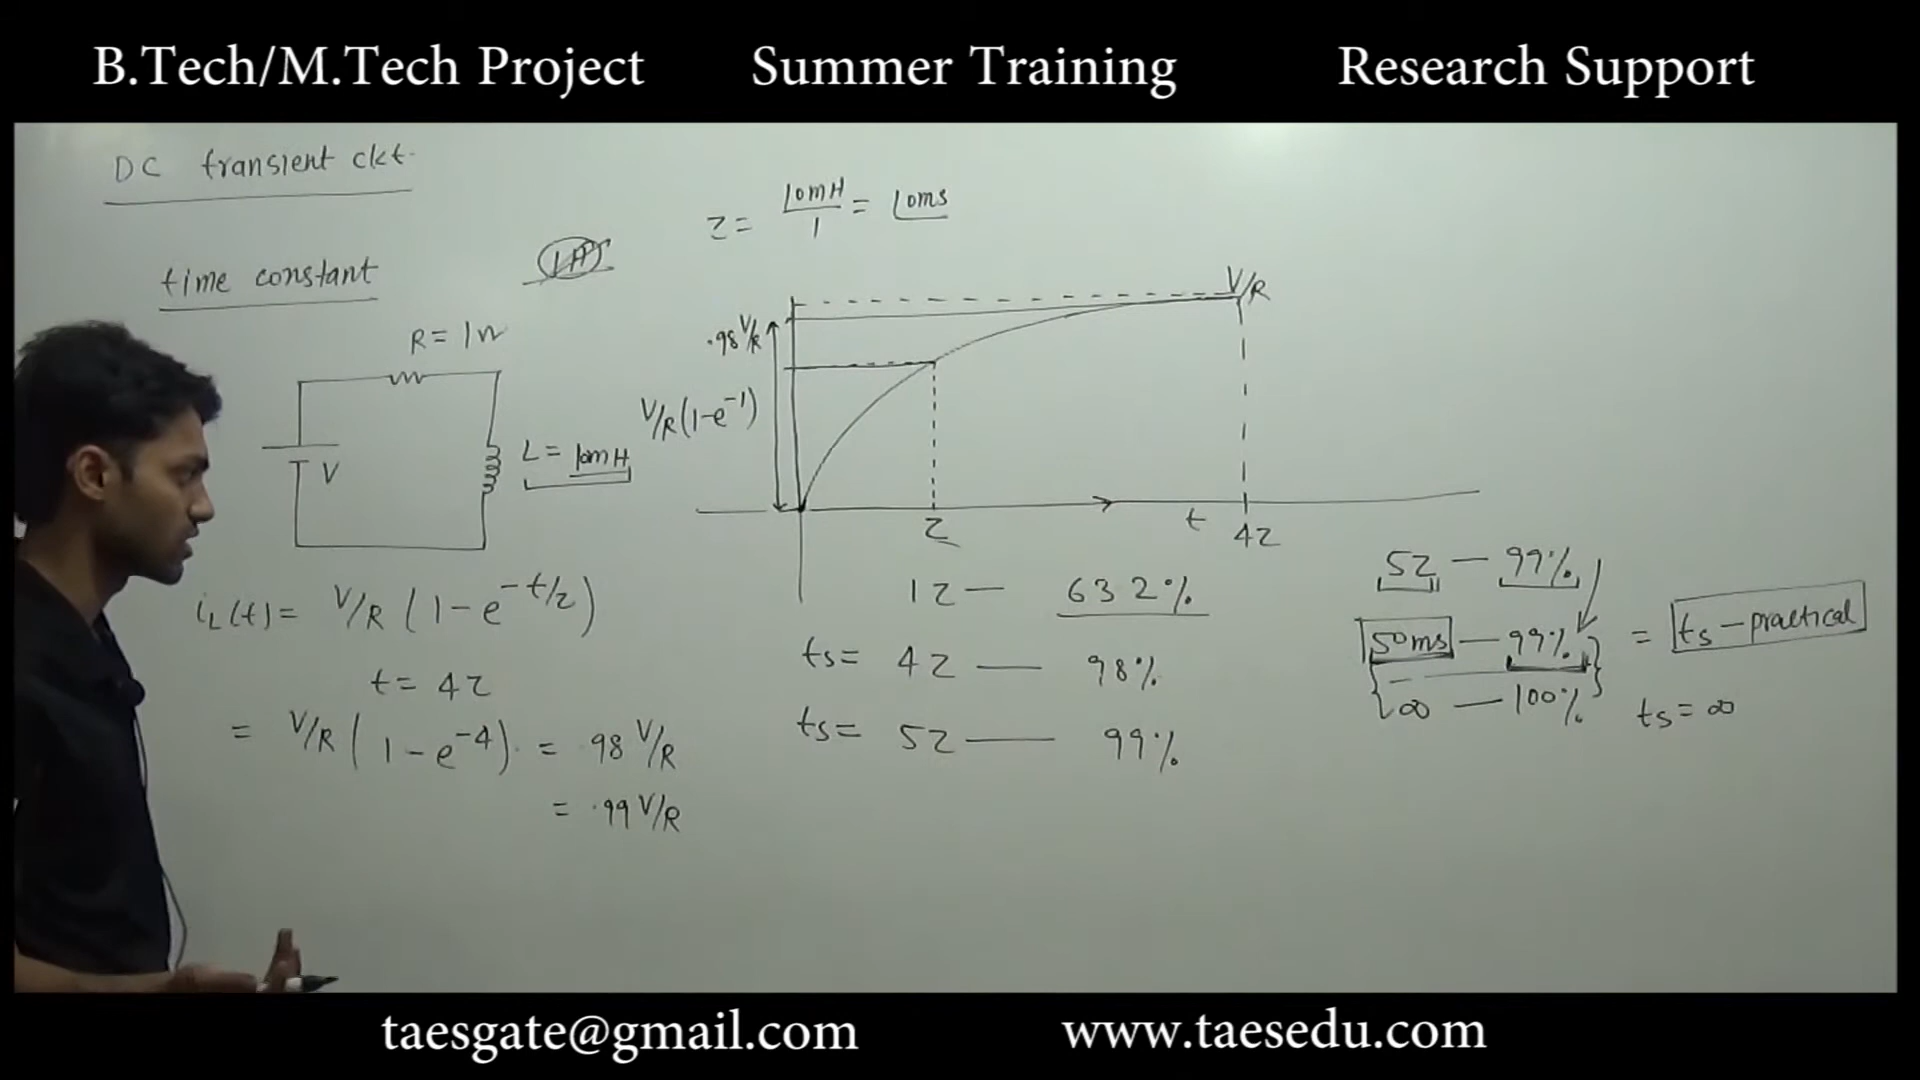 B.Tech/M.Tech Project Summer Training Research Support
DC transient ckt.
time constant
R = 1Ω
V
L = 10mH
iL(t) = V/R (1 - e^-t/τ)
t = 4τ
= V/R (1 - e^-4) = .98 V/R
= .99 V/R
τ = 10mH/1 = 10ms
V/R
.98 V/R
V/R (1-e^-1)
τ
t
4τ
1τ — 63.2%
ts = 4τ — 98%
ts = 5τ — 99%
5τ — 99%
50ms — 99% = ts - practical
∞ — 100% ts = ∞
taesgate@gmail.com www.taesedu.com